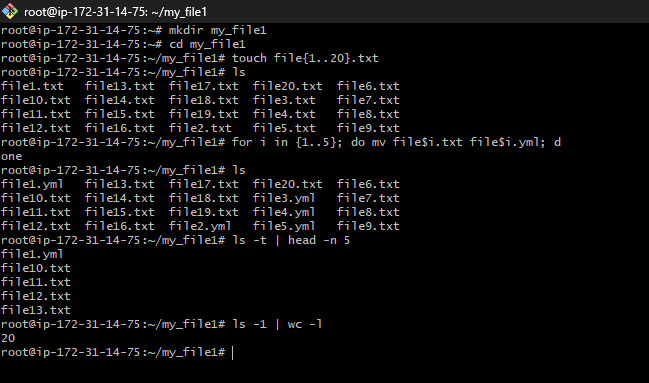 root@ip-172-31-14-75: ~/my_file1
root@ip-172-31-14-75:~# mkdir my_file1
root@ip-172-31-14-75:~# cd my_file1
root@ip-172-31-14-75:~/my_file1# touch file{1..20}.txt
root@ip-172-31-14-75:~/my_file1# ls
file1.txt   file13.txt  file17.txt  file20.txt  file6.txt
file10.txt  file14.txt  file18.txt  file3.txt   file7.txt
file11.txt  file15.txt  file19.txt  file4.txt   file8.txt
file12.txt  file16.txt  file2.txt   file5.txt   file9.txt
root@ip-172-31-14-75:~/my_file1# for i in {1..5}; do mv file$i.txt file$i.yml; d
one
root@ip-172-31-14-75:~/my_file1# ls
file1.yml   file13.txt  file17.txt  file20.txt  file6.txt
file10.txt  file14.txt  file18.txt  file3.yml   file7.txt
file11.txt  file15.txt  file19.txt  file4.yml   file8.txt
file12.txt  file16.txt  file2.yml   file5.yml   file9.txt
root@ip-172-31-14-75:~/my_file1# ls -t | head -n 5
file1.yml
file10.txt
file11.txt
file12.txt
file13.txt
root@ip-172-31-14-75:~/my_file1# ls -1 | wc -l
20
root@ip-172-31-14-75:~/my_file1#